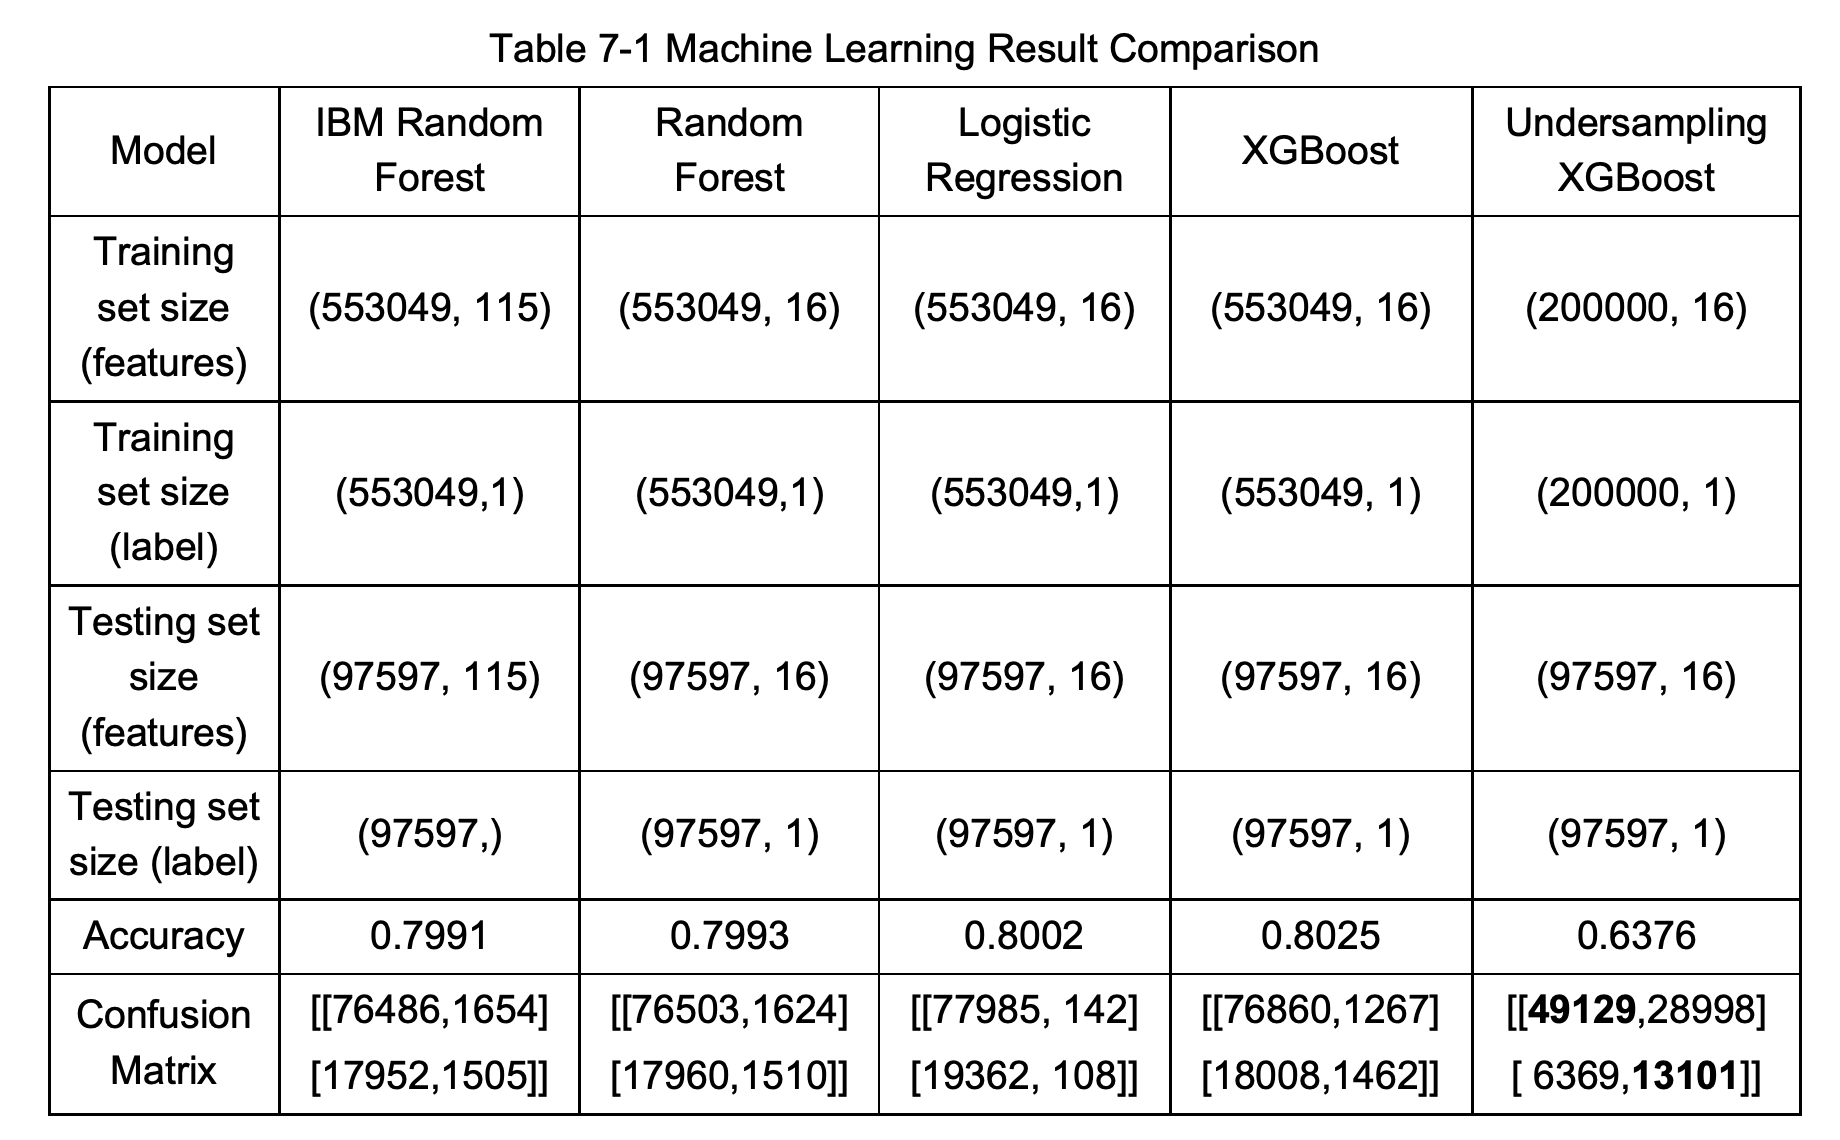 Table 7-1 Machine Learning Result Comparison
Model
IBM Random
Forest
Random
Forest
Logistic
Regression
XGBoost
Undersampling
XGBoost
Training
set size
(features)
(553049, 115)
(553049, 16)
(553049, 16)
(553049, 16)
(200000, 16)
Training
set size
(label)
(553049,1)
(553049,1)
(553049,1)
(553049, 1)
(200000, 1)
Testing set
size
(features)
(97597, 115)
(97597, 16)
(97597, 16)
(97597, 16)
(97597, 16)
Testing set
size (label)
(97597,)
(97597, 1)
(97597, 1)
(97597, 1)
(97597, 1)
Accuracy
0.7991
0.7993
0.8002
0.8025
0.6376
Confusion
Matrix
[[76486,1654]
[17952,1505]]
[[76503,1624]
[17960,1510]]
[[77985, 142]
[19362, 108]]
[[76860,1267]
[18008,1462]]
[[49129,28998]
[ 6369,13101]]